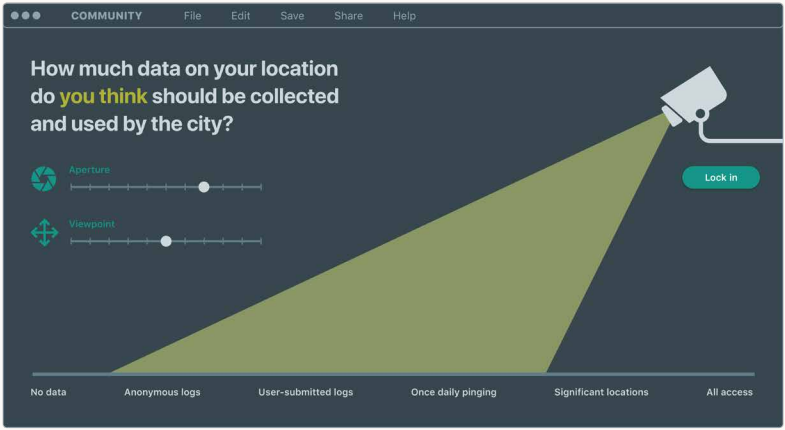 COMMUNITY File Edit Save Share Help
How much data on your location
do you think should be collected
and used by the city?
Aperture
Lock in
Viewpoint
No data Anonymous logs User-submitted logs Once daily pinging Significant locations All access